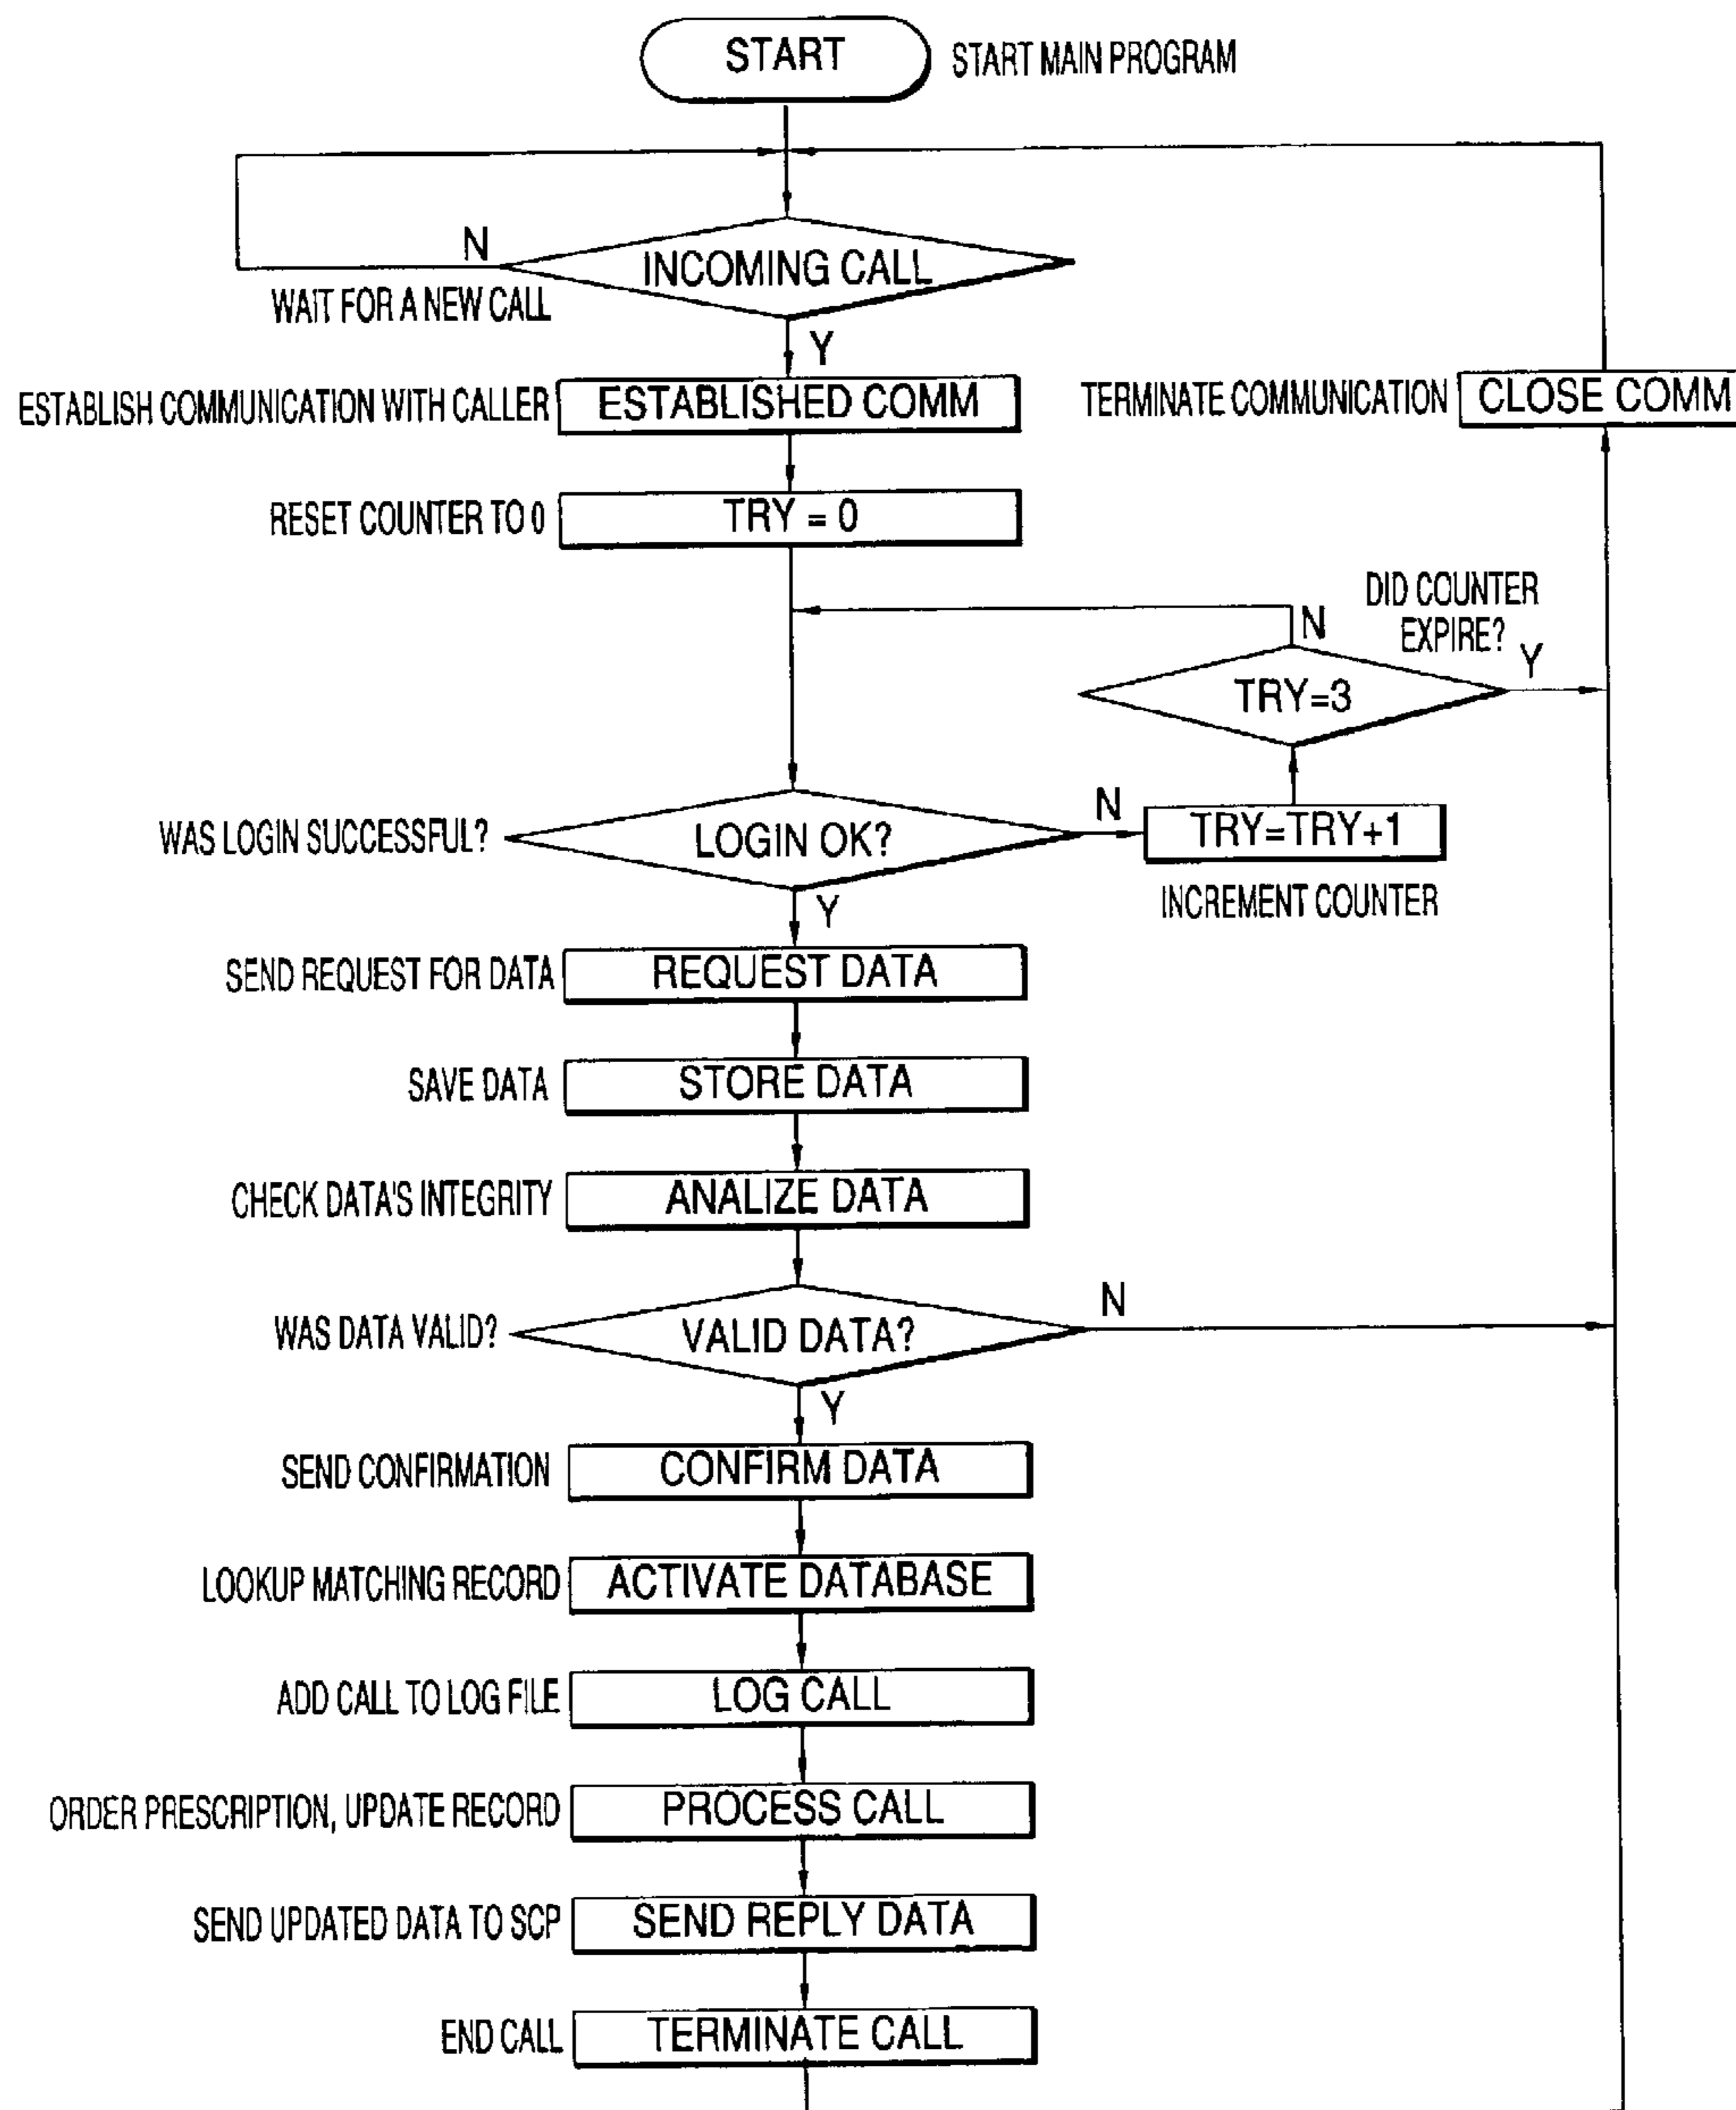 START
START MAIN PROGRAM
N
INCOMING CALL
WAIT FOR A NEW CALL
Y
ESTABLISH COMMUNICATION WITH CALLER
ESTABLISHED COMM
TERMINATE COMMUNICATION
CLOSE COMM
RESET COUNTER TO 0
TRY = 0
DID COUNTER
EXPIRE?
N
Y
TRY=3
WAS LOGIN SUCCESSFUL?
LOGIN OK?
N
TRY=TRY+1
INCREMENT COUNTER
Y
SEND REQUEST FOR DATA
REQUEST DATA
SAVE DATA
STORE DATA
CHECK DATA'S INTEGRITY
ANALIZE DATA
WAS DATA VALID?
VALID DATA?
N
Y
SEND CONFIRMATION
CONFIRM DATA
LOOKUP MATCHING RECORD
ACTIVATE DATABASE
ADD CALL TO LOG FILE
LOG CALL
ORDER PRESCRIPTION, UPDATE RECORD
PROCESS CALL
SEND UPDATED DATA TO SCP
SEND REPLY DATA
END CALL
TERMINATE CALL